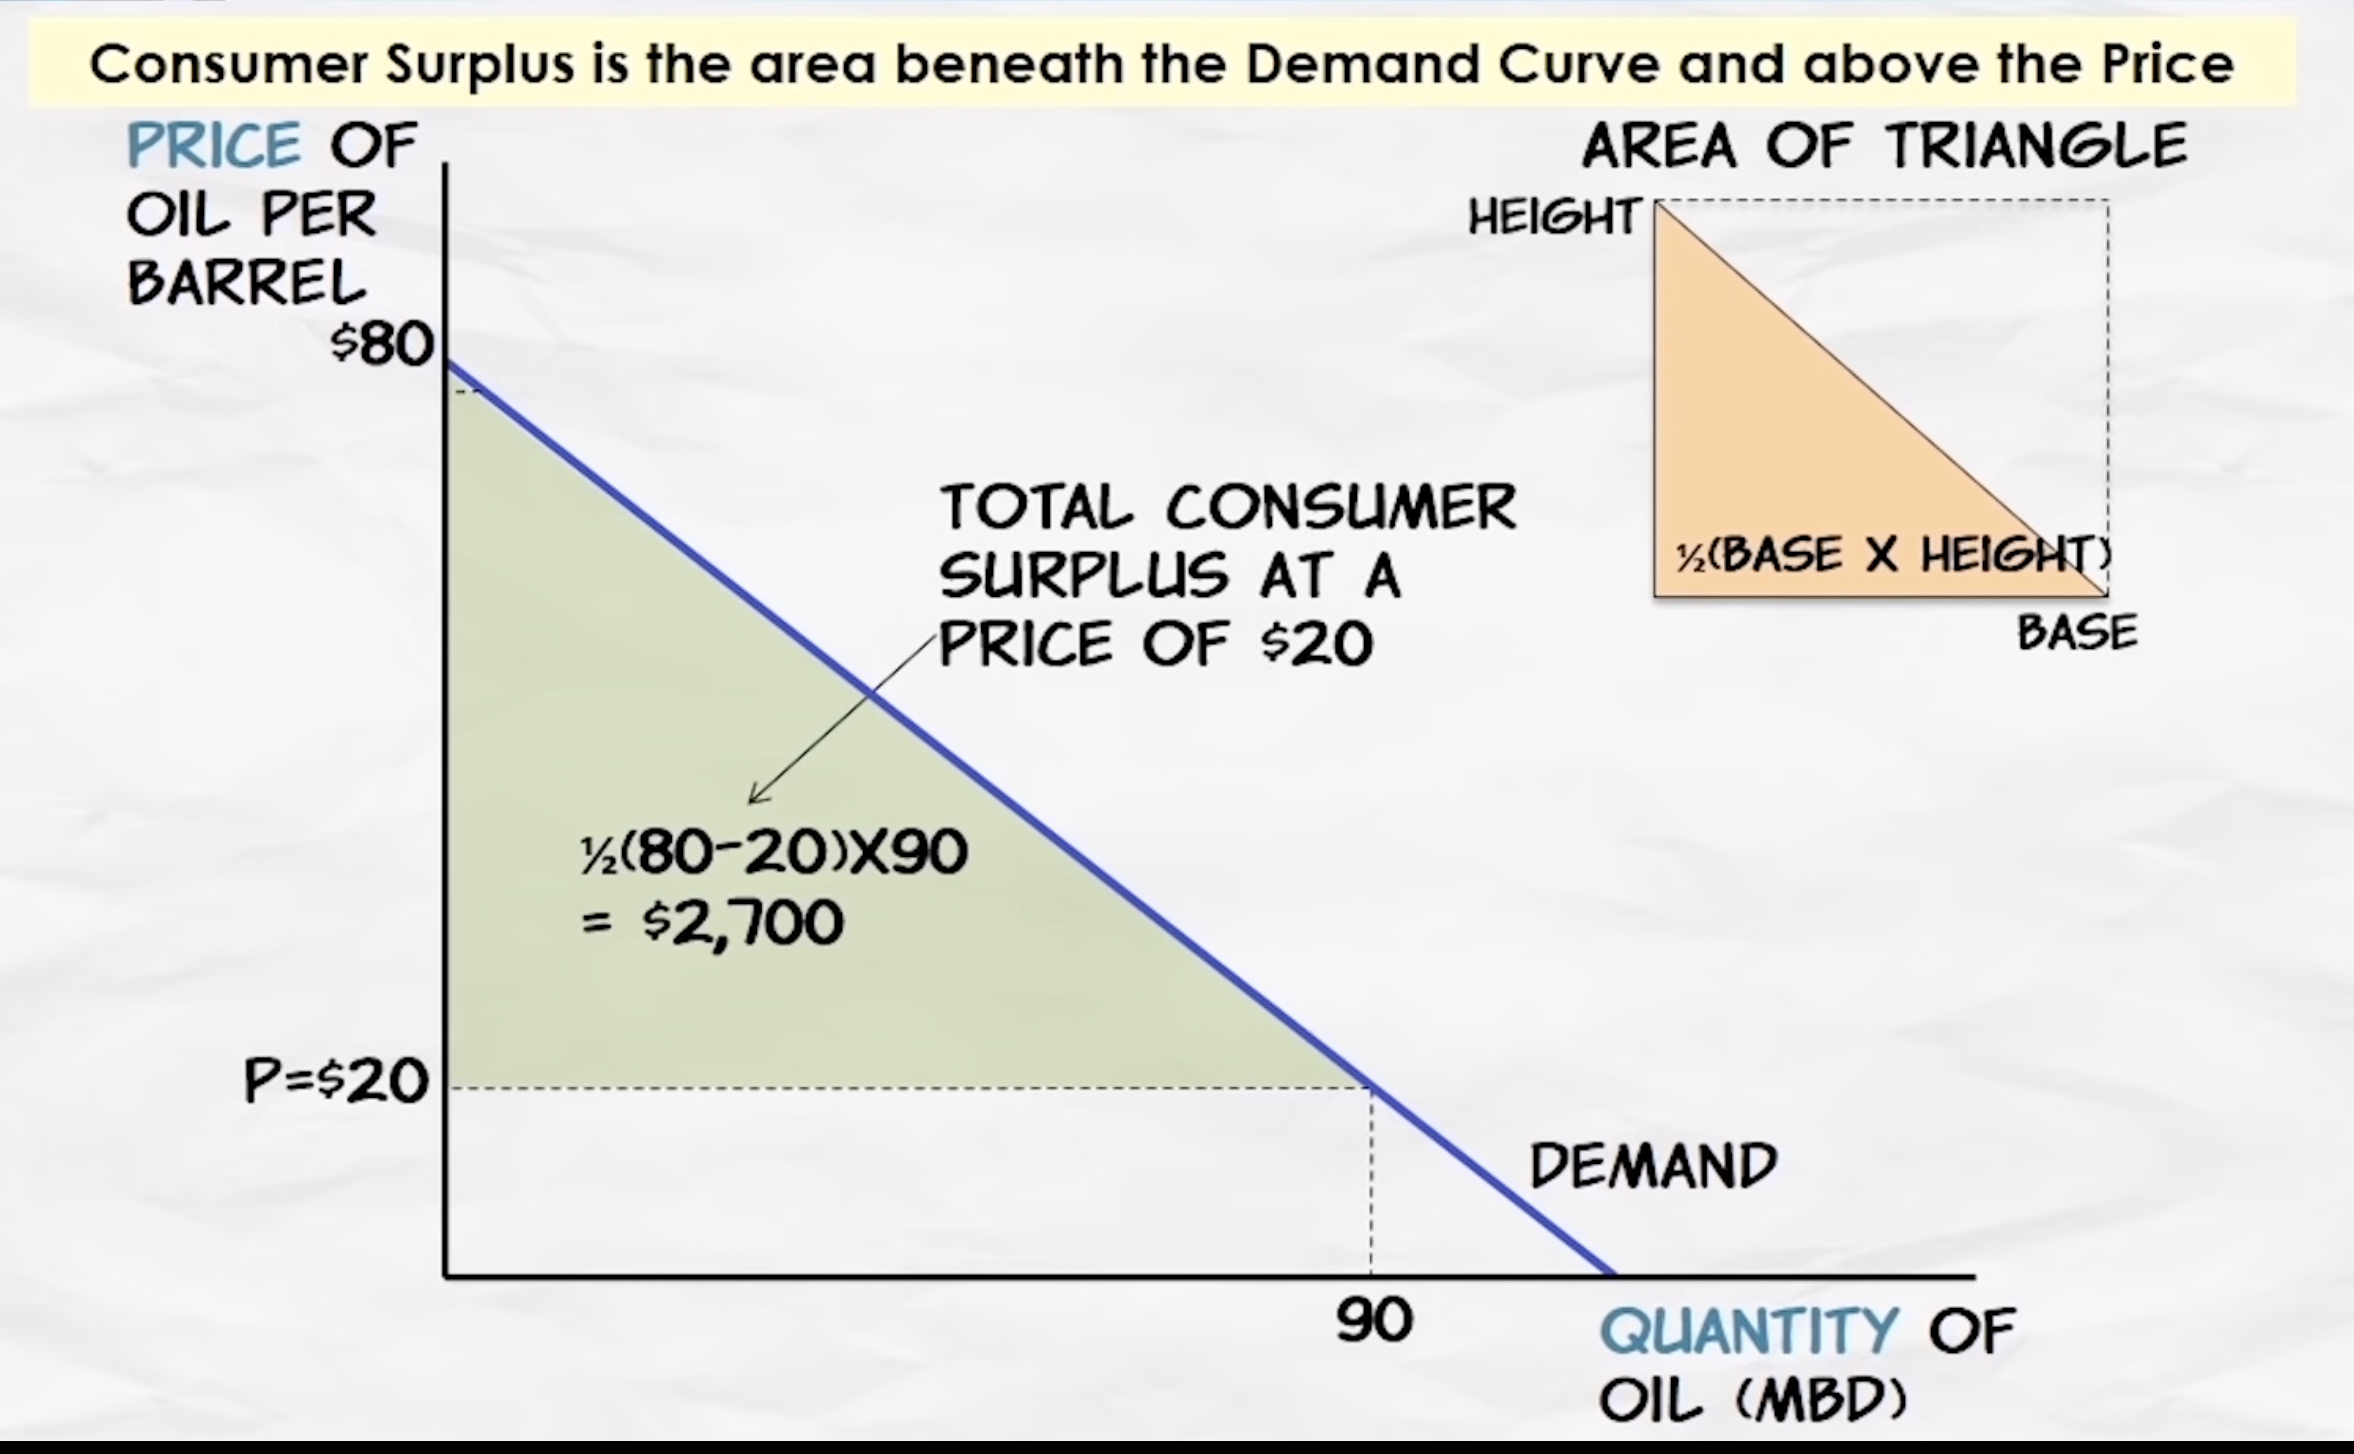 Consumer Surplus is the area beneath the Demand Curve and above the Price
PRICE OF
OIL PER
BARREL
$80
AREA OF TRIANGLE
HEIGHT
½(BASE X HEIGHT)
BASE
TOTAL CONSUMER
SURPLUS AT A
PRICE OF $20
½(80-20)X90
= $2,700
P=$20
DEMAND
90
QUANTITY OF
OIL (MBD)